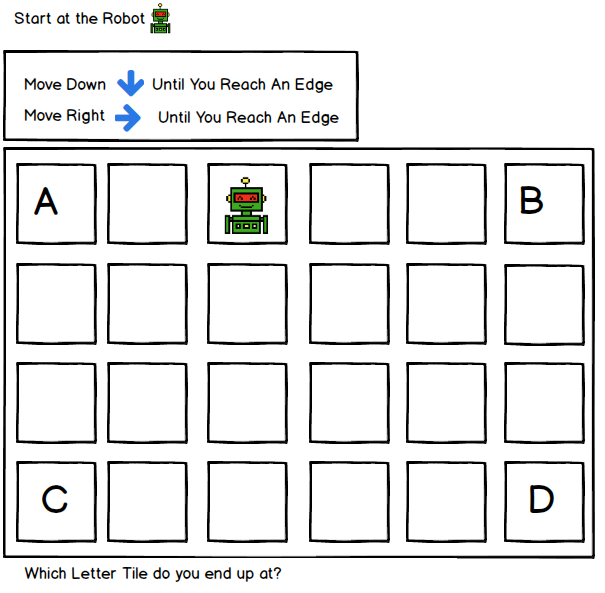 Start at the Robot
Move Down Until You Reach An Edge
Move Right Until You Reach An Edge
A B
C D
Which Letter Tile do you end up at?